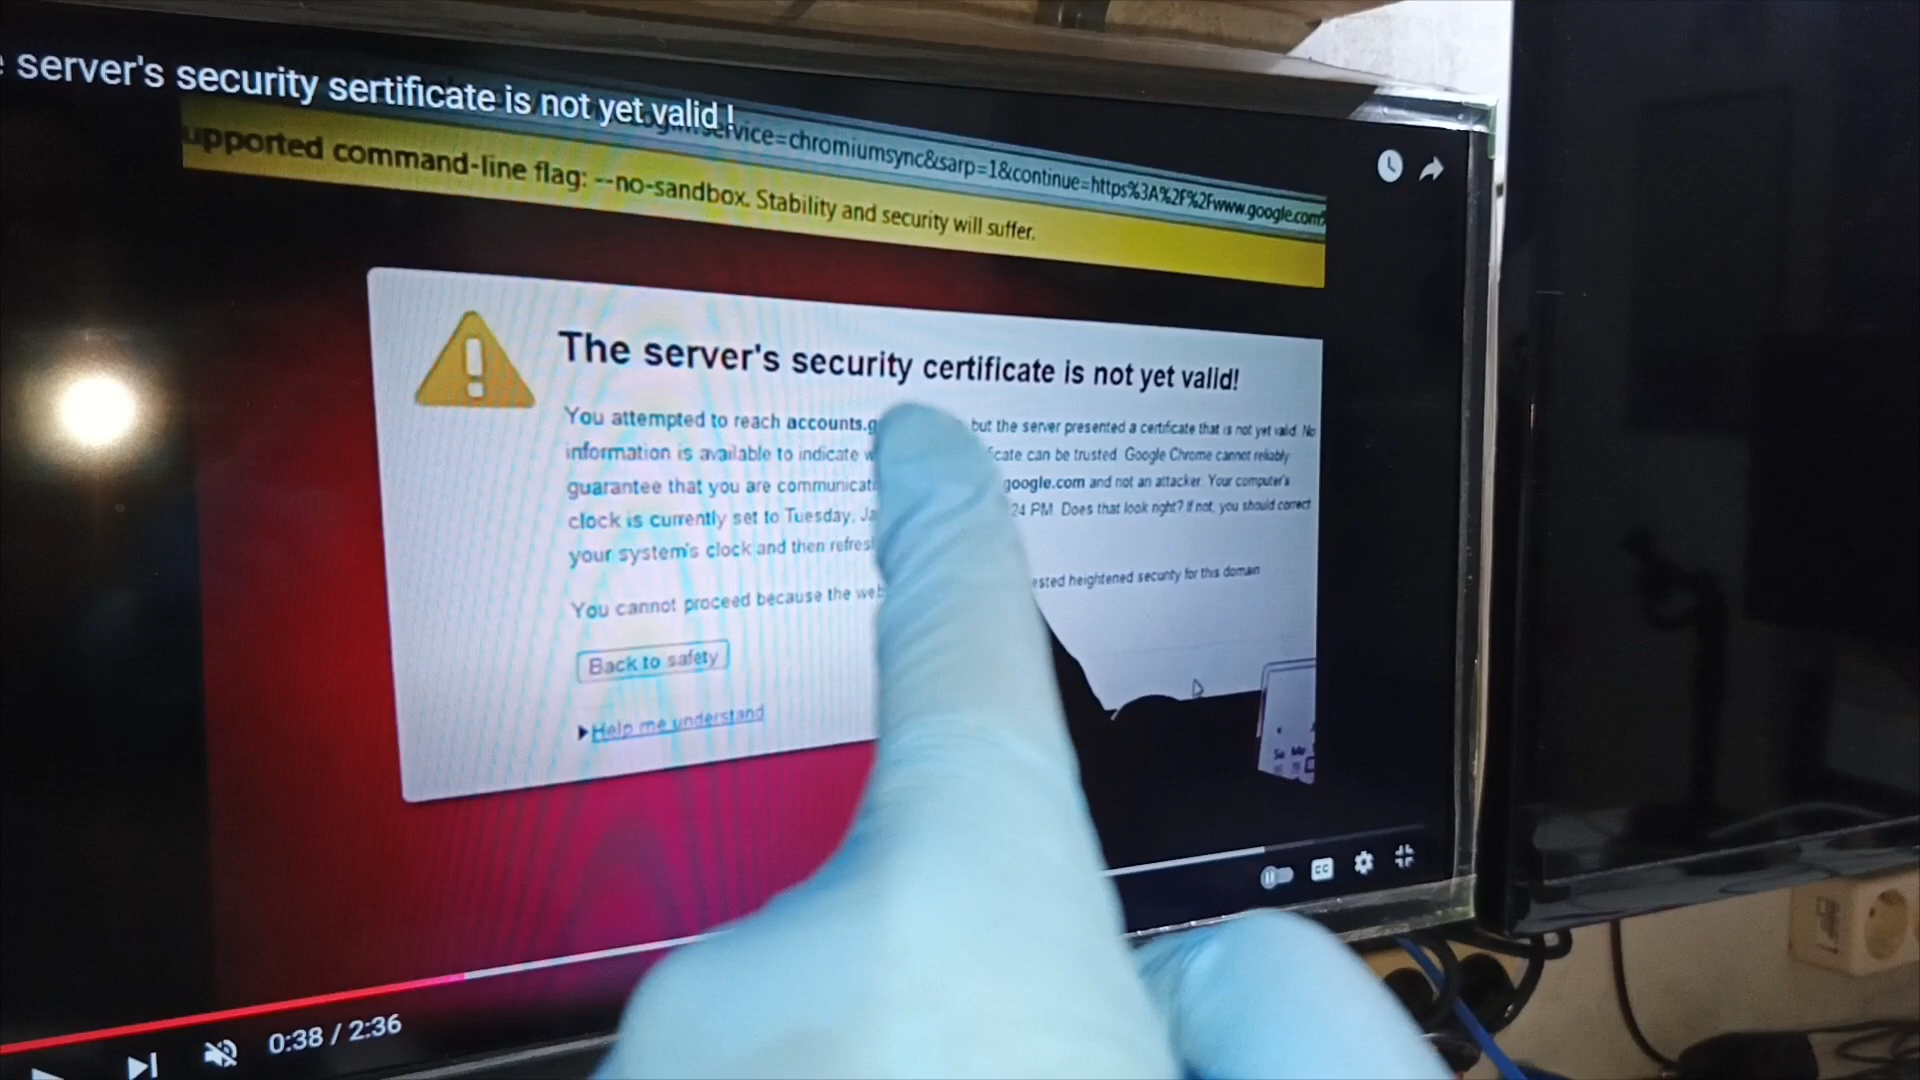 server's security sertificate is not yet valid !
service=chromiumsync&sarp=1&continue=https%3A%2F%2Fwww.google.com%
upported command-line flag: --no-sandbox. Stability and security will suffer.
The server's security certificate is not yet valid!
You attempted to reach accounts.g but the server presented a certificate that is not yet valid. No
information is available to indicate w ficate can be trusted. Google Chrome cannot reliably
guarantee that you are communicati google.com and not an attacker. Your computer's
clock is currently set to Tuesday, Ja 24 PM. Does that look right? If not, you should correct
your system's clock and then refres
You cannot proceed because the web ested heightened security for this domain
Back to safety
Help me understand
Su Mo
CC
0:38 / 2:36